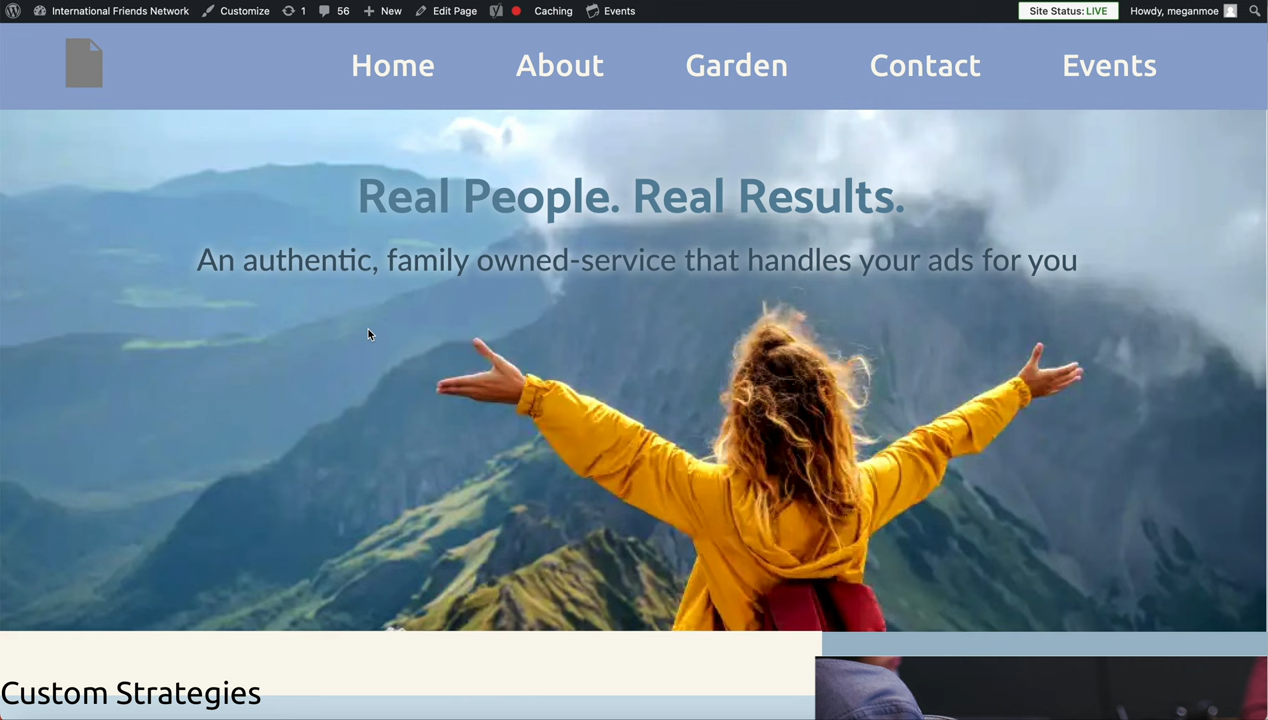 International Friends Network Customize 1 56 New Edit Page Caching Events Site Status: LIVE Howdy, meganmoe
Home About Garden Contact Events
Real People. Real Results.
An authentic, family owned-service that handles your ads for you
Custom Strategies